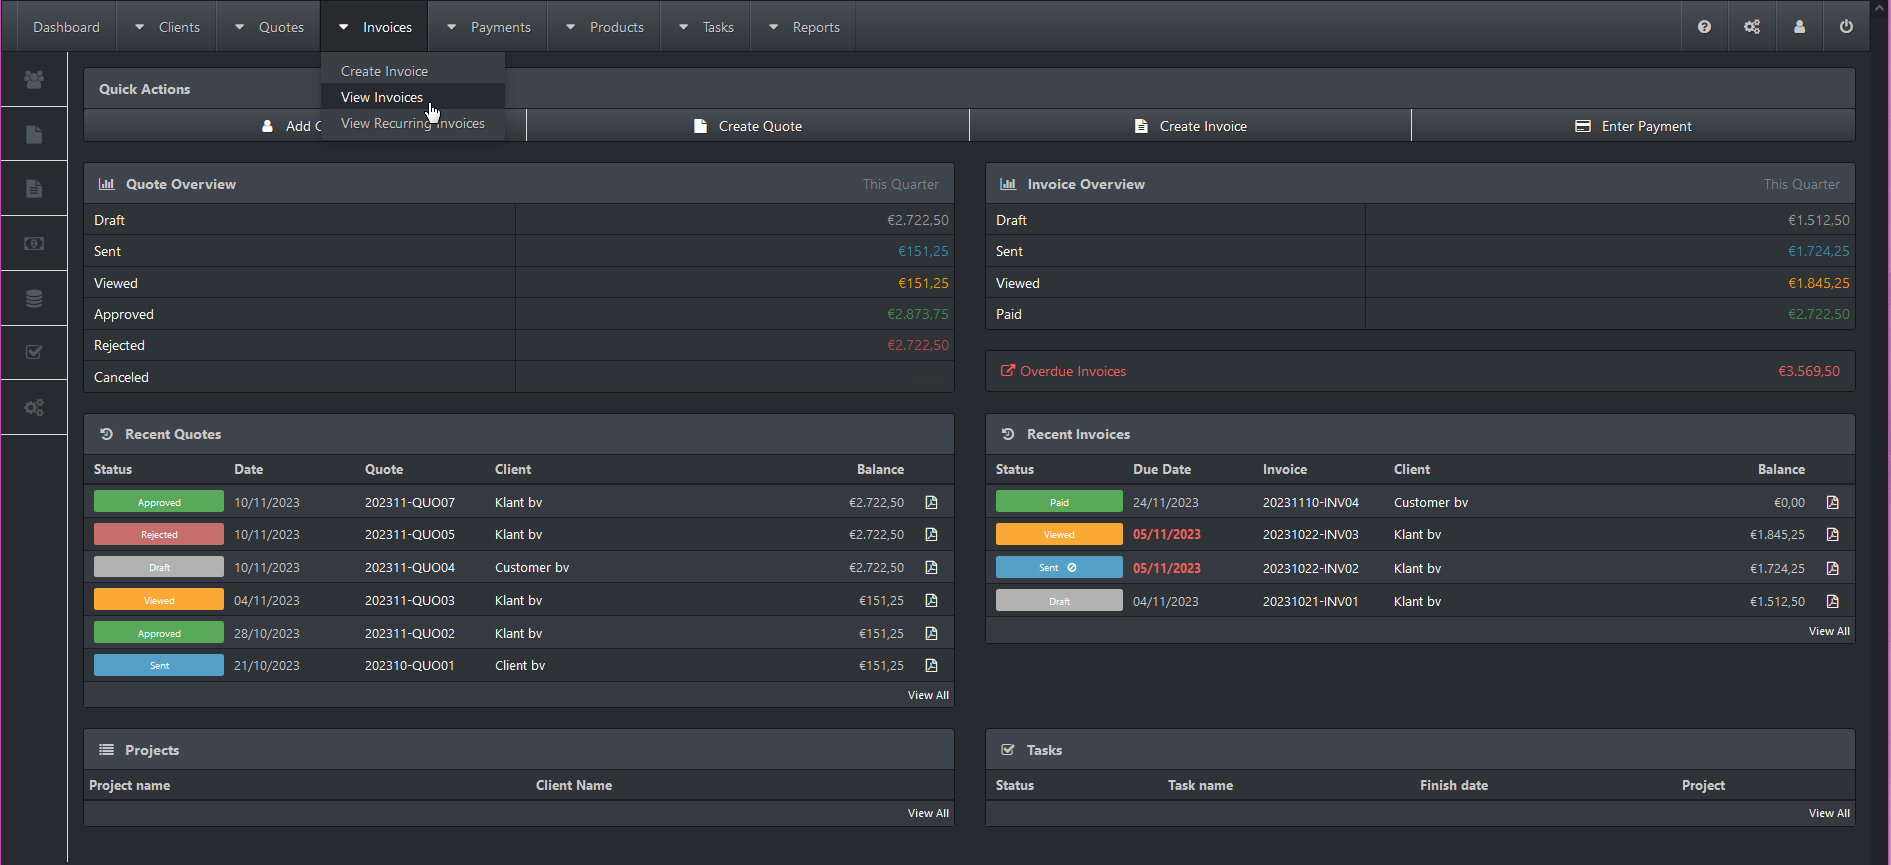 Dashboard Clients Quotes Invoices Payments Products Tasks Reports
Create Invoice
View Invoices
View Recurring Invoices
Quick Actions
Add Create Quote Create Invoice Enter Payment
Quote Overview This Quarter
Draft €2.722,50
Sent €151,25
Viewed €151,25
Approved €2.873,75
Rejected €2.722,50
Canceled
Invoice Overview This Quarter
Draft €1.512,50
Sent €1.724,25
Viewed €1.845,25
Paid €2.722,50
Overdue Invoices €3.569,50
Recent Quotes
Status Date Quote Client Balance
Approved 10/11/2023 202311-QUO07 Klant bv €2.722,50
Rejected 10/11/2023 202311-QUO05 Klant bv €2.722,50
Draft 10/11/2023 202311-QUO04 Customer bv €2.722,50
Viewed 04/11/2023 202311-QUO03 Klant bv €151,25
Approved 28/10/2023 202311-QUO02 Klant bv €151,25
Sent 21/10/2023 202310-QUO01 Client bv €151,25
View All
Recent Invoices
Status Due Date Invoice Client Balance
Paid 24/11/2023 20231110-INV04 Customer bv €0,00
Viewed 05/11/2023 20231022-INV03 Klant bv €1.845,25
Sent 05/11/2023 20231022-INV02 Klant bv €1.724,25
Draft 04/11/2023 20231021-INV01 Klant bv €1.512,50
View All
Projects
Project name Client Name
View All
Tasks
Status Task name Finish date Project
View All